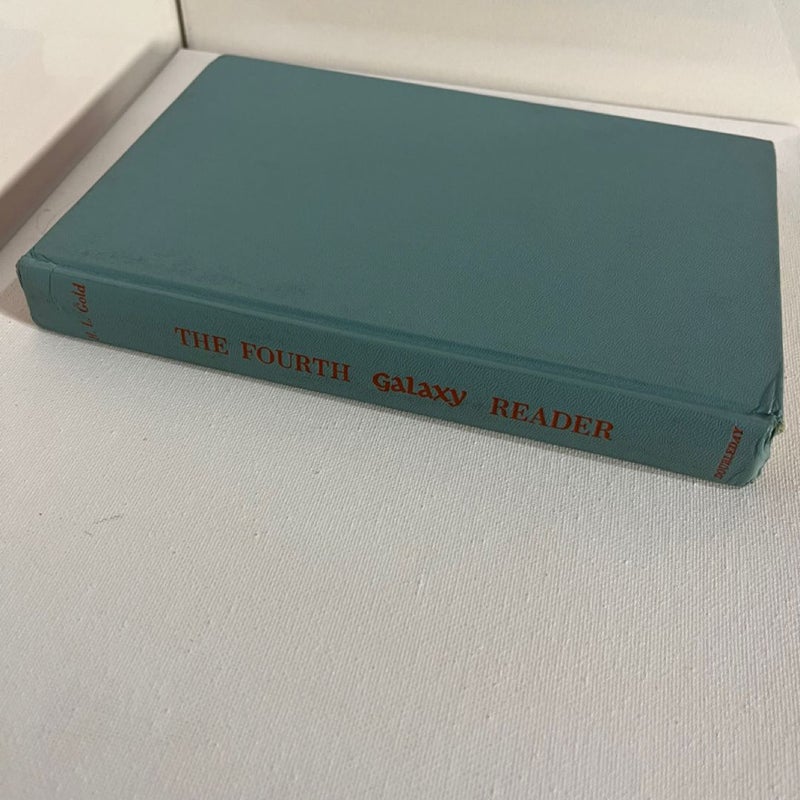 H. L. Gold
THE FOURTH Galaxy READER
DOUBLEDAY